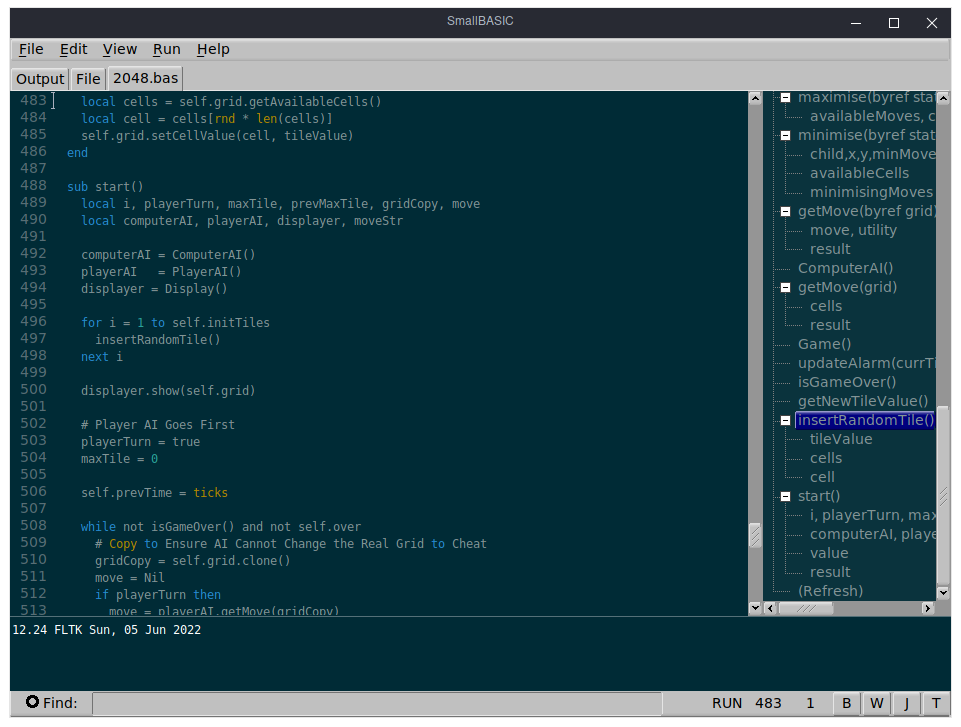 SmallBASIC
File Edit View Run Help
Output File 2048.bas
483 local cells = self.grid.getAvailableCells()
484 local cell = cells[rnd * len(cells)]
485 self.grid.setCellValue(cell, tileValue)
486 end
487
488 sub start()
489 local i, playerTurn, maxTile, prevMaxTile, gridCopy, move
490 local computerAI, playerAI, displayer, moveStr
491
492 computerAI = ComputerAI()
493 playerAI   = PlayerAI()
494 displayer = Display()
495
496 for i = 1 to self.initTiles
497 insertRandomTile()
498 next i
499
500 displayer.show(self.grid)
501
502 # Player AI Goes First
503 playerTurn = true
504 maxTile = 0
505
506 self.prevTime = ticks
507
508 while not isGameOver() and not self.over
509 # Copy to Ensure AI Cannot Change the Real Grid to Cheat
510 gridCopy = self.grid.clone()
511 move = Nil
512 if playerTurn then
513 move = playerAI.getMove(gridCopy)
maximise(byref stat
availableMoves, c
minimise(byref stat
child,x,y,minMove
availableCells
minimisingMoves
getMove(byref grid)
move, utility
result
ComputerAI()
getMove(grid)
cells
result
Game()
updateAlarm(currTi
isGameOver()
getNewTileValue()
insertRandomTile()
tileValue
cells
cell
start()
i, playerTurn, max
computerAI, playe
value
result
(Refresh)
12.24 FLTK Sun, 05 Jun 2022
Find: RUN 483 1 B W J T